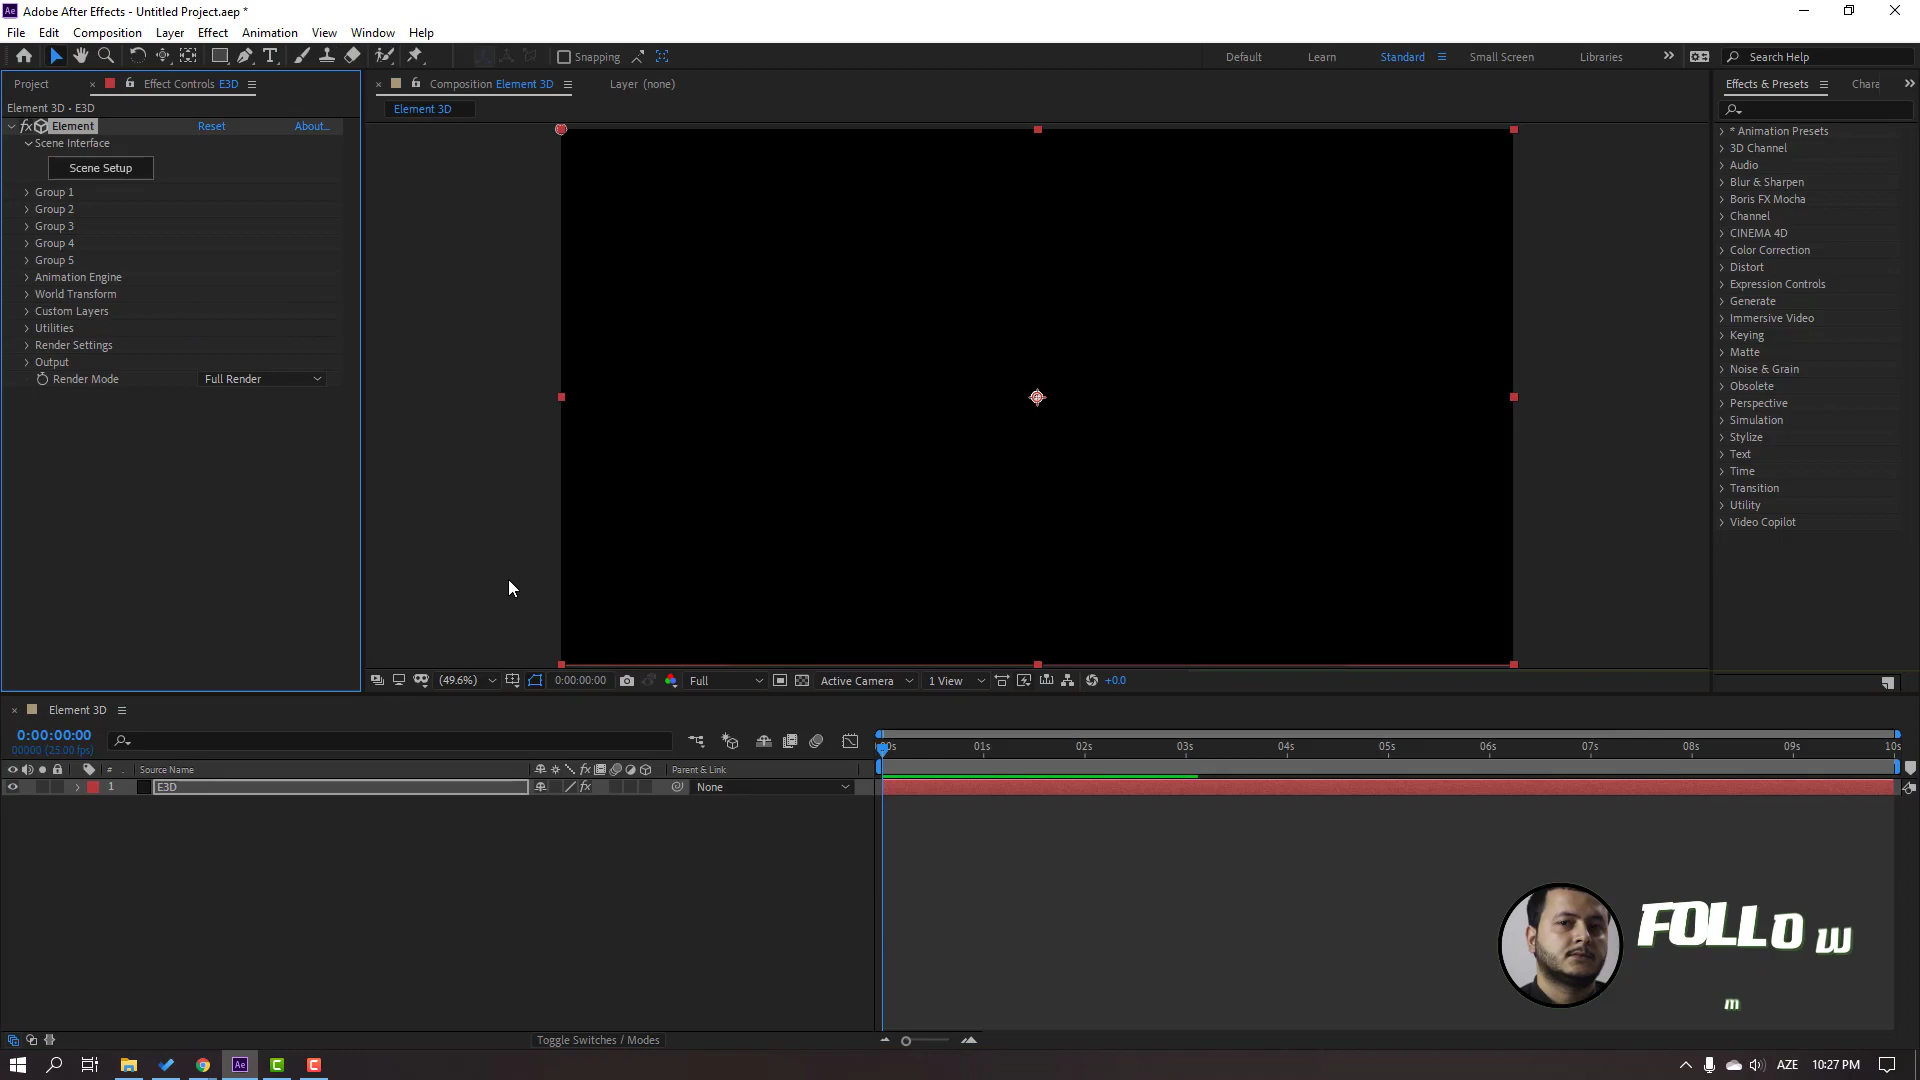 Adobe After Effects - Untitled Project.aep *
File Edit Composition Layer Effect Animation View Window Help
Snapping
Default Learn Standard Small Screen Libraries
Search Help
Project
Effect Controls E3D
Element 3D • E3D
Element Reset About...
Scene Interface
Scene Setup
Group 1
Group 2
Group 3
Group 4
Group 5
Animation Engine
World Transform
Custom Layers
Utilities
Render Settings
Output
Render Mode Full Render
Composition Element 3D
Layer (none)
Element 3D
(49.6%)
0:00:00:00
Full
Active Camera
1 View
+0.0
Effects & Presets
Chara
* Animation Presets
3D Channel
Audio
Blur & Sharpen
Boris FX Mocha
Channel
CINEMA 4D
Color Correction
Distort
Expression Controls
Generate
Immersive Video
Keying
Matte
Noise & Grain
Obsolete
Perspective
Simulation
Stylize
Text
Time
Transition
Utility
Video Copilot
Element 3D
0:00:00:00
00000 (25.00 fps)
# Source Name
Parent & Link
01s 02s 03s 04s 05s 06s 07s 08s 09s 10s
1 E3D None
Toggle Switches / Modes
FOLLOW
m
AZE 10:27 PM